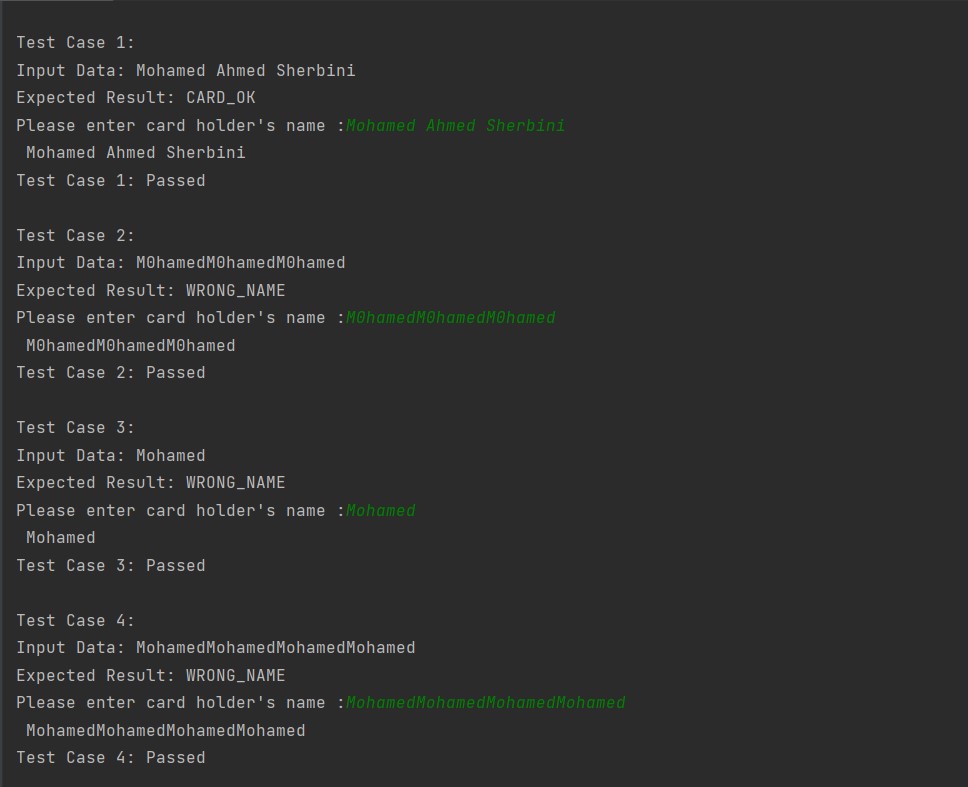 Test Case 1:
Input Data: Mohamed Ahmed Sherbini
Expected Result: CARD_OK
Please enter card holder's name :Mohamed Ahmed Sherbini
 Mohamed Ahmed Sherbini
Test Case 1: Passed

Test Case 2:
Input Data: M0hamedM0hamedM0hamed
Expected Result: WRONG_NAME
Please enter card holder's name :M0hamedM0hamedM0hamed
 M0hamedM0hamedM0hamed
Test Case 2: Passed

Test Case 3:
Input Data: Mohamed
Expected Result: WRONG_NAME
Please enter card holder's name :Mohamed
 Mohamed
Test Case 3: Passed

Test Case 4:
Input Data: MohamedMohamedMohamedMohamed
Expected Result: WRONG_NAME
Please enter card holder's name :MohamedMohamedMohamedMohamed
 MohamedMohamedMohamedMohamed
Test Case 4: Passed